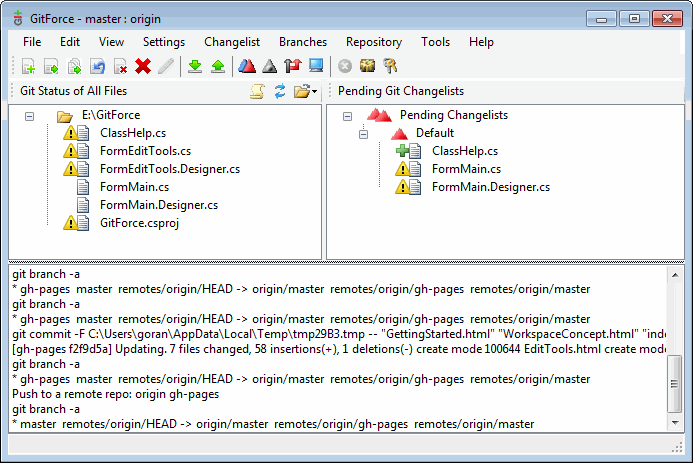 GitForce - master : origin
File Edit View Settings Changelist Branches Repository Tools Help
Git Status of All Files
E:\GitForce
ClassHelp.cs
FormEditTools.cs
FormEditTools.Designer.cs
FormMain.cs
FormMain.Designer.cs
GitForce.csproj
Pending Git Changelists
Pending Changelists
Default
ClassHelp.cs
FormMain.cs
FormMain.Designer.cs
git branch -a
* gh-pages master remotes/origin/HEAD -> origin/master remotes/origin/gh-pages remotes/origin/master
git branch -a
* gh-pages master remotes/origin/HEAD -> origin/master remotes/origin/gh-pages remotes/origin/master
git commit -F C:\Users\goran\AppData\Local\Temp\tmp29B3.tmp -- "GettingStarted.html" "WorkspaceConcept.html" "inde
[gh-pages f2f9d5a] Updating. 7 files changed, 58 insertions(+), 1 deletions(-) create mode 100644 EditTools.html create mode
git branch -a
* gh-pages master remotes/origin/HEAD -> origin/master remotes/origin/gh-pages remotes/origin/master
Push to a remote repo: origin gh-pages
git branch -a
* master remotes/origin/HEAD -> origin/master remotes/origin/gh-pages remotes/origin/master